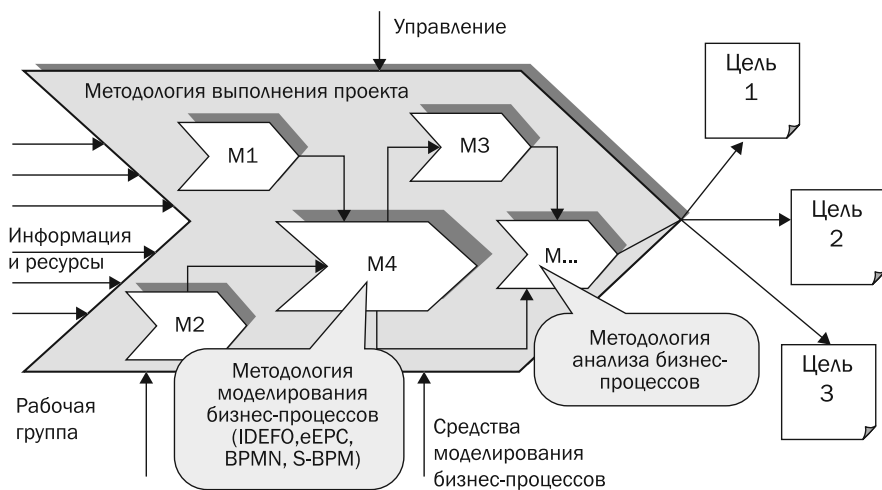 Управление
Методология выполнения проекта
Цель
1
М1
М3
Информация
и ресурсы
М4
М...
Цель
2
М2
Методология
моделирования
бизнес-процессов
(IDEFO,eEPC,
BPMN, S-BPM)
Методология
анализа бизнес-
процессов
Цель
3
Рабочая
группа
Средства
моделирования
бизнес-процессов